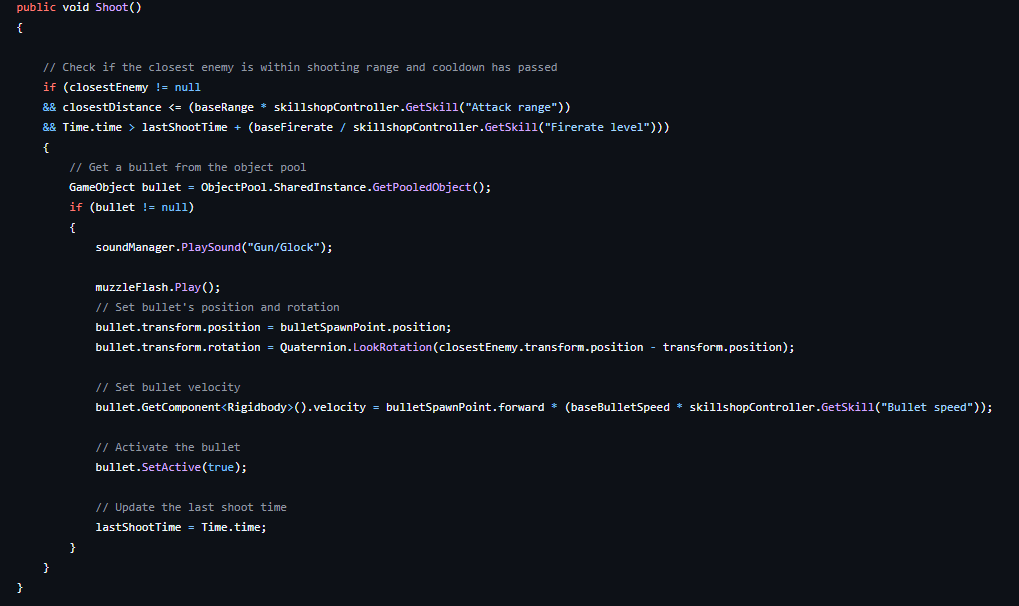 public void Shoot()
{
// Check if the closest enemy is within shooting range and cooldown has passed
if (closestEnemy != null
&& closestDistance <= (baseRange * skillshopController.GetSkill("Attack range"))
&& Time.time > lastShootTime + (baseFirerate / skillshopController.GetSkill("Firerate level")))
{
// Get a bullet from the object pool
GameObject bullet = ObjectPool.SharedInstance.GetPooledObject();
if (bullet != null)
{
soundManager.PlaySound("Gun/Glock");
muzzleFlash.Play();
// Set bullet's position and rotation
bullet.transform.position = bulletSpawnPoint.position;
bullet.transform.rotation = Quaternion.LookRotation(closestEnemy.transform.position - transform.position);
// Set bullet velocity
bullet.GetComponent<Rigidbody>().velocity = bulletSpawnPoint.forward * (baseBulletSpeed * skillshopController.GetSkill("Bullet speed"));
// Activate the bullet
bullet.SetActive(true);
// Update the last shoot time
lastShootTime = Time.time;
}
}
}